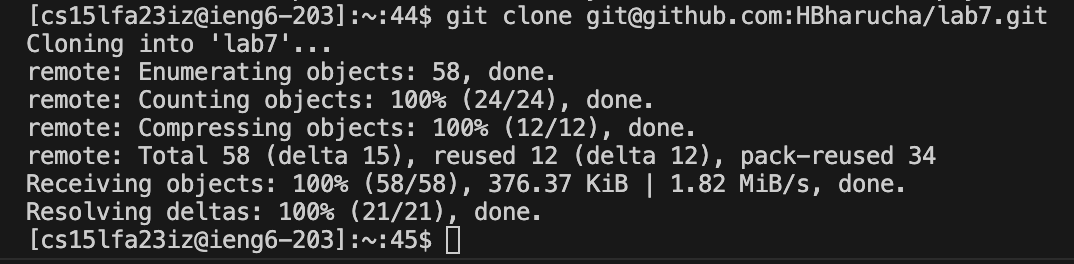 [cs15lfa23iz@ieng6-203]:~:44$ git clone git@github.com:HBharucha/lab7.git
Cloning into 'lab7'...
remote: Enumerating objects: 58, done.
remote: Counting objects: 100% (24/24), done.
remote: Compressing objects: 100% (12/12), done.
remote: Total 58 (delta 15), reused 12 (delta 12), pack-reused 34
Receiving objects: 100% (58/58), 376.37 KiB | 1.82 MiB/s, done.
Resolving deltas: 100% (21/21), done.
[cs15lfa23iz@ieng6-203]:~:45$